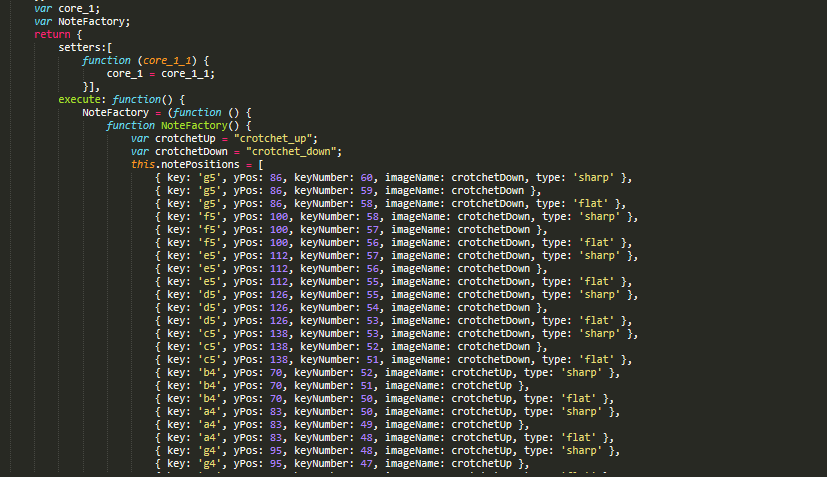 var core_1;
var NoteFactory;
return {
setters:[
function (core_1_1) {
core_1 = core_1_1;
}],
execute: function() {
NoteFactory = (function () {
function NoteFactory() {
var crotchetUp = "crotchet_up";
var crotchetDown = "crotchet_down";
this.notePositions = [
{ key: 'g5', yPos: 86, keyNumber: 60, imageName: crotchetDown, type: 'sharp' },
{ key: 'g5', yPos: 86, keyNumber: 59, imageName: crotchetDown },
{ key: 'g5', yPos: 86, keyNumber: 58, imageName: crotchetDown, type: 'flat' },
{ key: 'f5', yPos: 100, keyNumber: 58, imageName: crotchetDown, type: 'sharp' },
{ key: 'f5', yPos: 100, keyNumber: 57, imageName: crotchetDown },
{ key: 'f5', yPos: 100, keyNumber: 56, imageName: crotchetDown, type: 'flat' },
{ key: 'e5', yPos: 112, keyNumber: 57, imageName: crotchetDown, type: 'sharp' },
{ key: 'e5', yPos: 112, keyNumber: 56, imageName: crotchetDown },
{ key: 'e5', yPos: 112, keyNumber: 55, imageName: crotchetDown, type: 'flat' },
{ key: 'd5', yPos: 126, keyNumber: 55, imageName: crotchetDown, type: 'sharp' },
{ key: 'd5', yPos: 126, keyNumber: 54, imageName: crotchetDown },
{ key: 'd5', yPos: 126, keyNumber: 53, imageName: crotchetDown, type: 'flat' },
{ key: 'c5', yPos: 138, keyNumber: 53, imageName: crotchetDown, type: 'sharp' },
{ key: 'c5', yPos: 138, keyNumber: 52, imageName: crotchetDown },
{ key: 'c5', yPos: 138, keyNumber: 51, imageName: crotchetDown, type: 'flat' },
{ key: 'b4', yPos: 70, keyNumber: 52, imageName: crotchetUp, type: 'sharp' },
{ key: 'b4', yPos: 70, keyNumber: 51, imageName: crotchetUp },
{ key: 'b4', yPos: 70, keyNumber: 50, imageName: crotchetUp, type: 'flat' },
{ key: 'a4', yPos: 83, keyNumber: 50, imageName: crotchetUp, type: 'sharp' },
{ key: 'a4', yPos: 83, keyNumber: 49, imageName: crotchetUp },
{ key: 'a4', yPos: 83, keyNumber: 48, imageName: crotchetUp, type: 'flat' },
{ key: 'g4', yPos: 95, keyNumber: 48, imageName: crotchetUp, type: 'sharp' },
{ key: 'g4', yPos: 95, keyNumber: 47, imageName: crotchetUp },